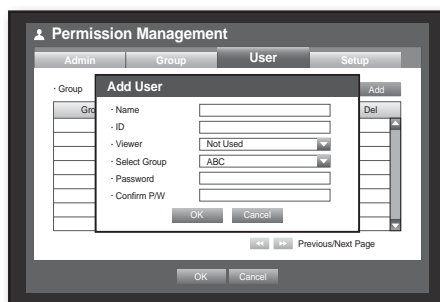 Permission Management
Admin Group User Setup
· Group Add
Add User
Gro Del
· Name
· ID
· Viewer Not Used
· Select Group ABC
· Password
· Confirm P/W
OK Cancel
Previous/Next Page
OK Cancel